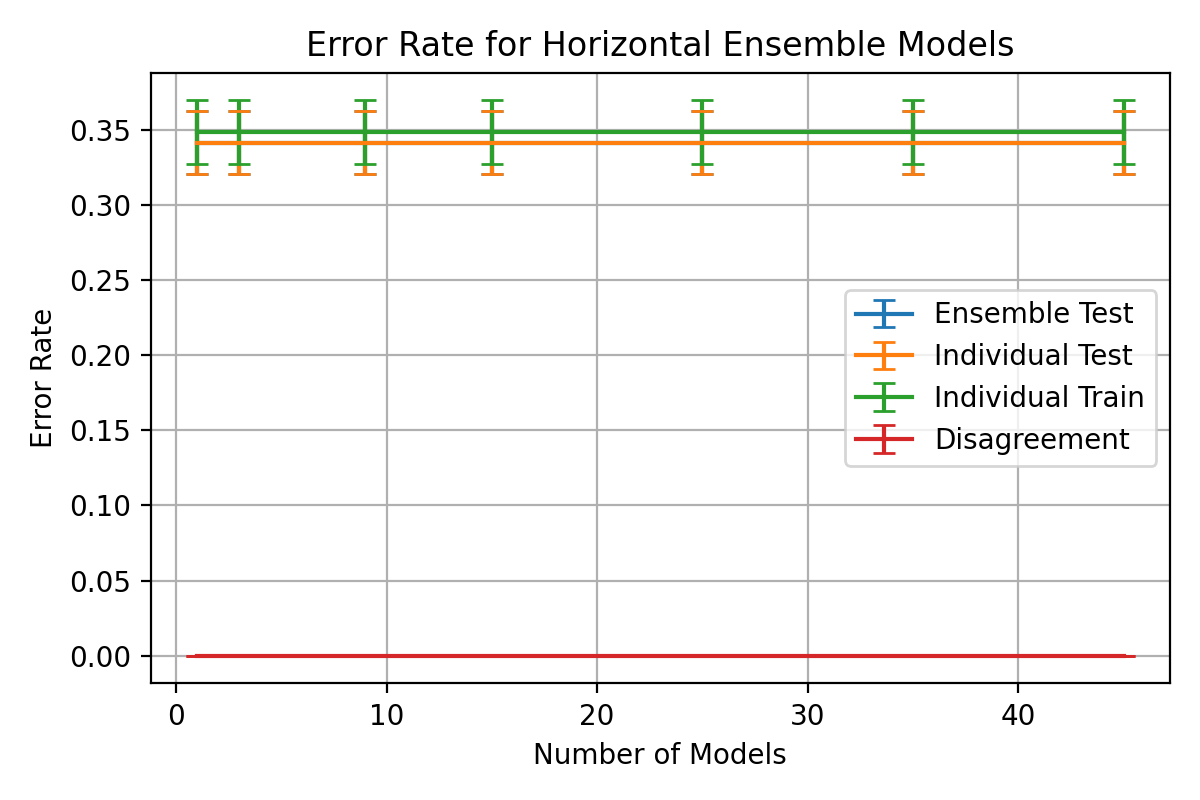 Error Rate for Horizontal Ensemble Models
Error Rate
0.35
0.30
0.25
0.20
0.15
0.10
0.05
0.00
Ensemble Test
Individual Test
Individual Train
Disagreement
0 10 20 30 40
Number of Models